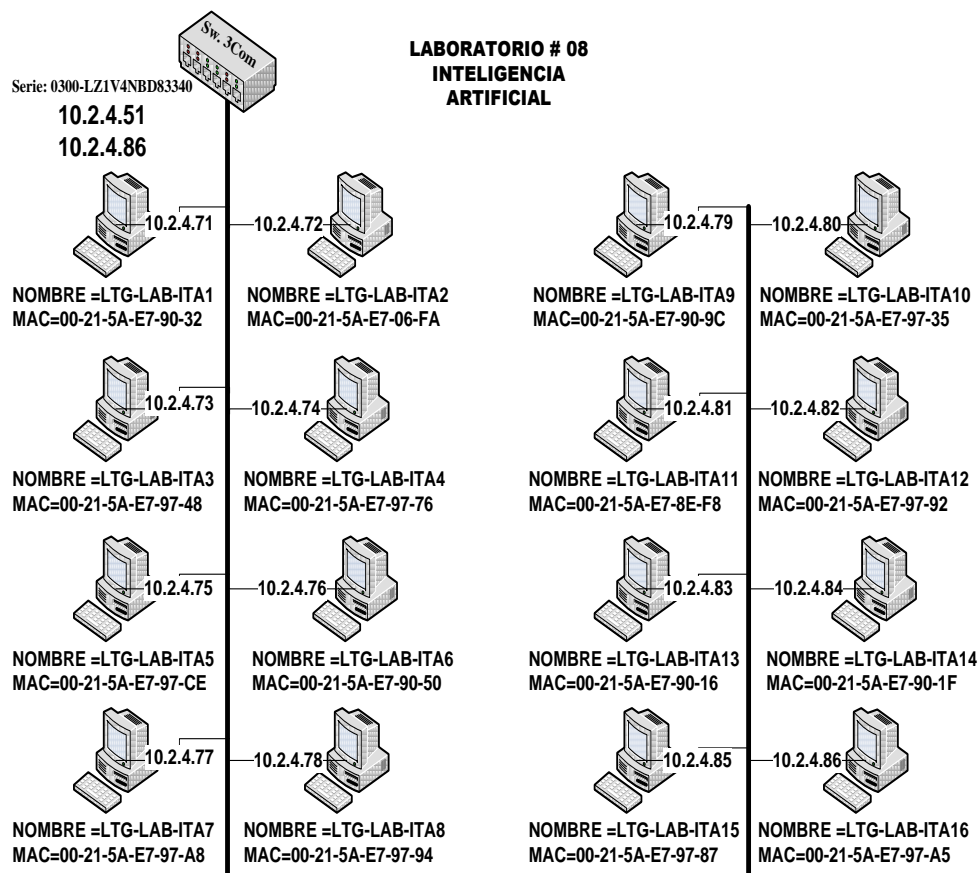 Sw. 3Com
LABORATORIO # 08
INTELIGENCIA
ARTIFICIAL
Serie: 0300-LZ1V4NBD83340
10.2.4.51
10.2.4.86
10.2.4.71
10.2.4.72
10.2.4.79
10.2.4.80
NOMBRE =LTG-LAB-ITA1
MAC=00-21-5A-E7-90-32
NOMBRE =LTG-LAB-ITA2
MAC=00-21-5A-E7-06-FA
NOMBRE =LTG-LAB-ITA9
MAC=00-21-5A-E7-90-9C
NOMBRE =LTG-LAB-ITA10
MAC=00-21-5A-E7-97-35
10.2.4.73
10.2.4.74
10.2.4.81
10.2.4.82
NOMBRE =LTG-LAB-ITA3
MAC=00-21-5A-E7-97-48
NOMBRE =LTG-LAB-ITA4
MAC=00-21-5A-E7-97-76
NOMBRE =LTG-LAB-ITA11
MAC=00-21-5A-E7-8E-F8
NOMBRE =LTG-LAB-ITA12
MAC=00-21-5A-E7-97-92
10.2.4.75
10.2.4.76
10.2.4.83
10.2.4.84
NOMBRE =LTG-LAB-ITA5
MAC=00-21-5A-E7-97-CE
NOMBRE =LTG-LAB-ITA6
MAC=00-21-5A-E7-90-50
NOMBRE =LTG-LAB-ITA13
MAC=00-21-5A-E7-90-16
NOMBRE =LTG-LAB-ITA14
MAC=00-21-5A-E7-90-1F
10.2.4.77
10.2.4.78
10.2.4.85
10.2.4.86
NOMBRE =LTG-LAB-ITA7
MAC=00-21-5A-E7-97-A8
NOMBRE =LTG-LAB-ITA8
MAC=00-21-5A-E7-97-94
NOMBRE =LTG-LAB-ITA15
MAC=00-21-5A-E7-97-87
NOMBRE =LTG-LAB-ITA16
MAC=00-21-5A-E7-97-A5